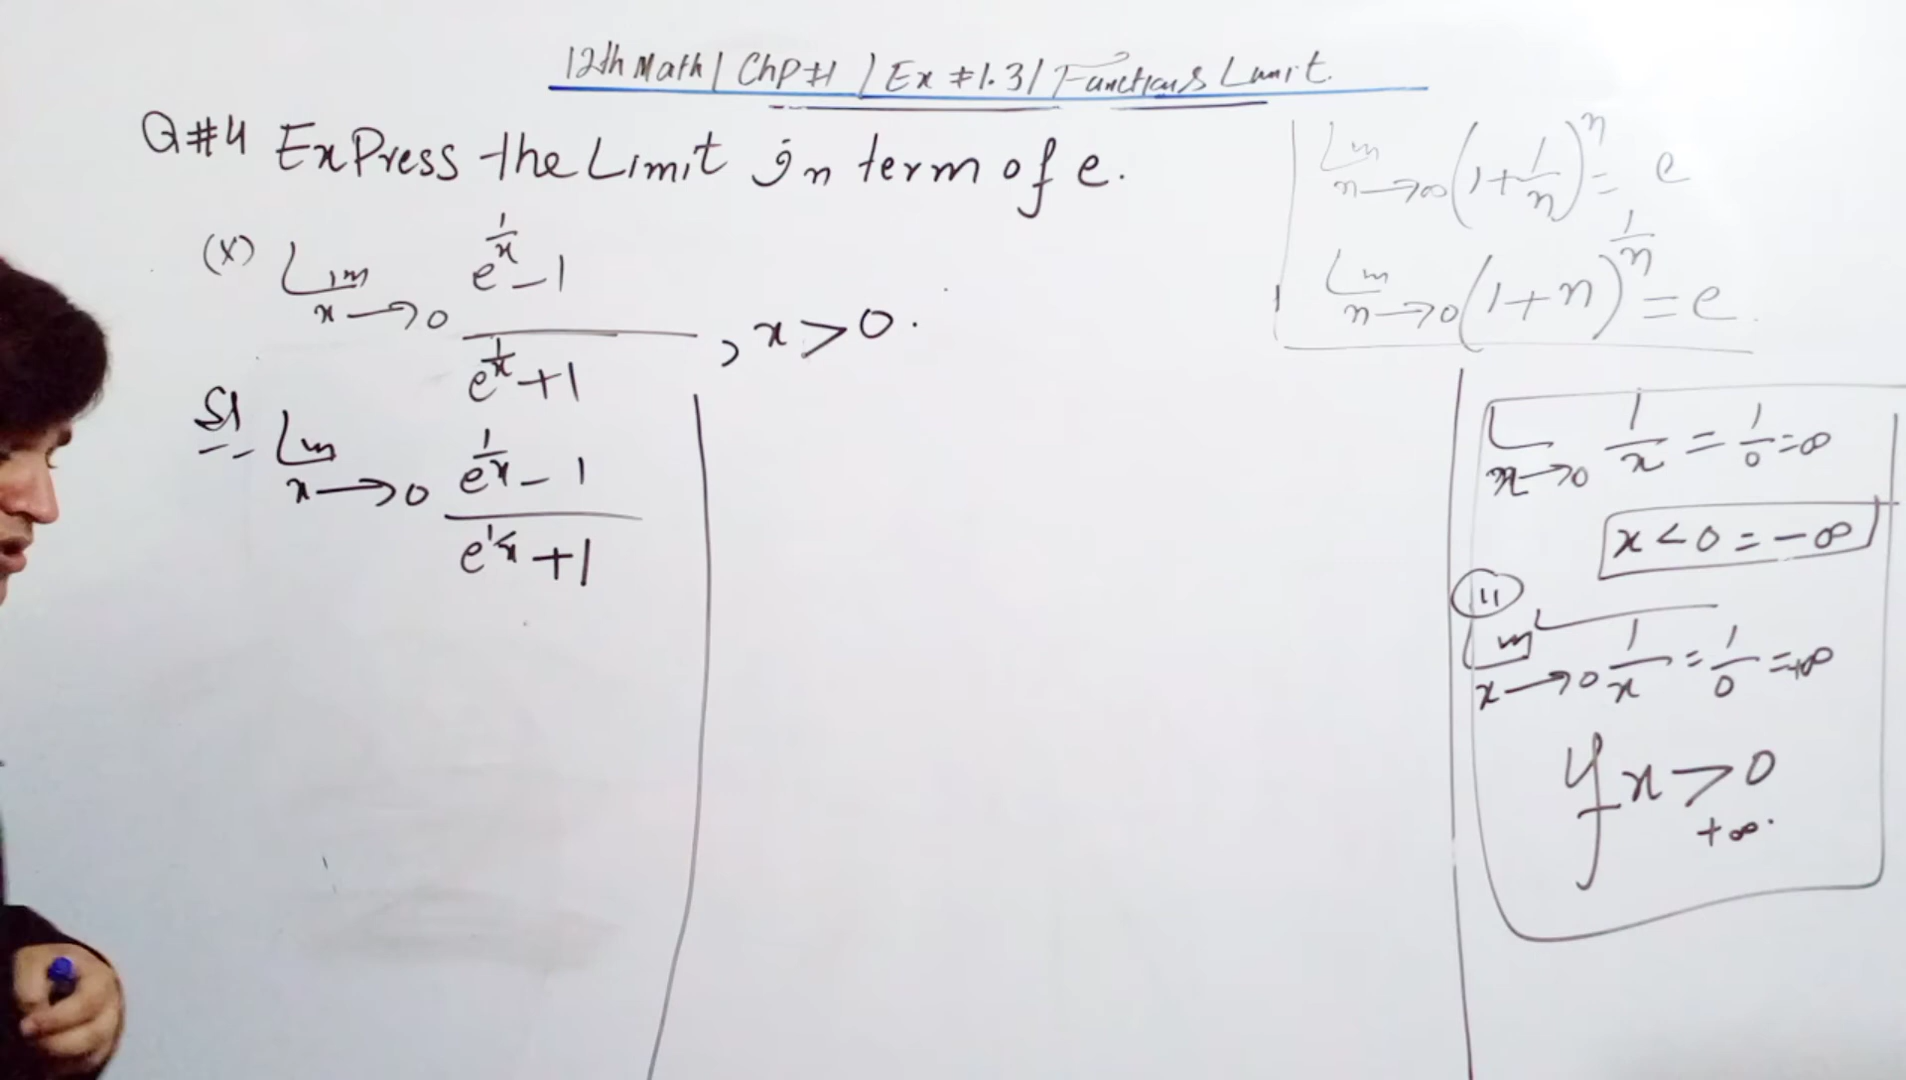 12th Math / ChP #1 / Ex #1.3 / Functions Limit.
Q#4 ExPress the Limit in term of e.
(X) Lim x→0 (e^(1/x) - 1)/(e^(1/x) + 1), x > 0.
Sol Lim x→0 (e^(1/x) - 1)/(e^(1/x) + 1)
Lim n→∞ (1 + 1/n)^n = e
Lim n→0 (1 + n)^(1/n) = e.
L x→0 1/x = 1/0 = ∞
x < 0 = -∞
(ii)
Lim x→0 1/x = 1/0 = +∞
if x > 0
+∞.